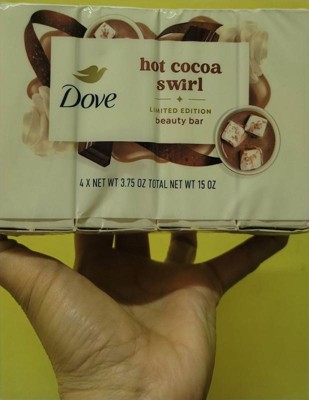 hot cocoa
swirl
Dove
LIMITED EDITION
beauty bar
4 X NET WT 3.75 OZ TOTAL NET WT 15 OZ